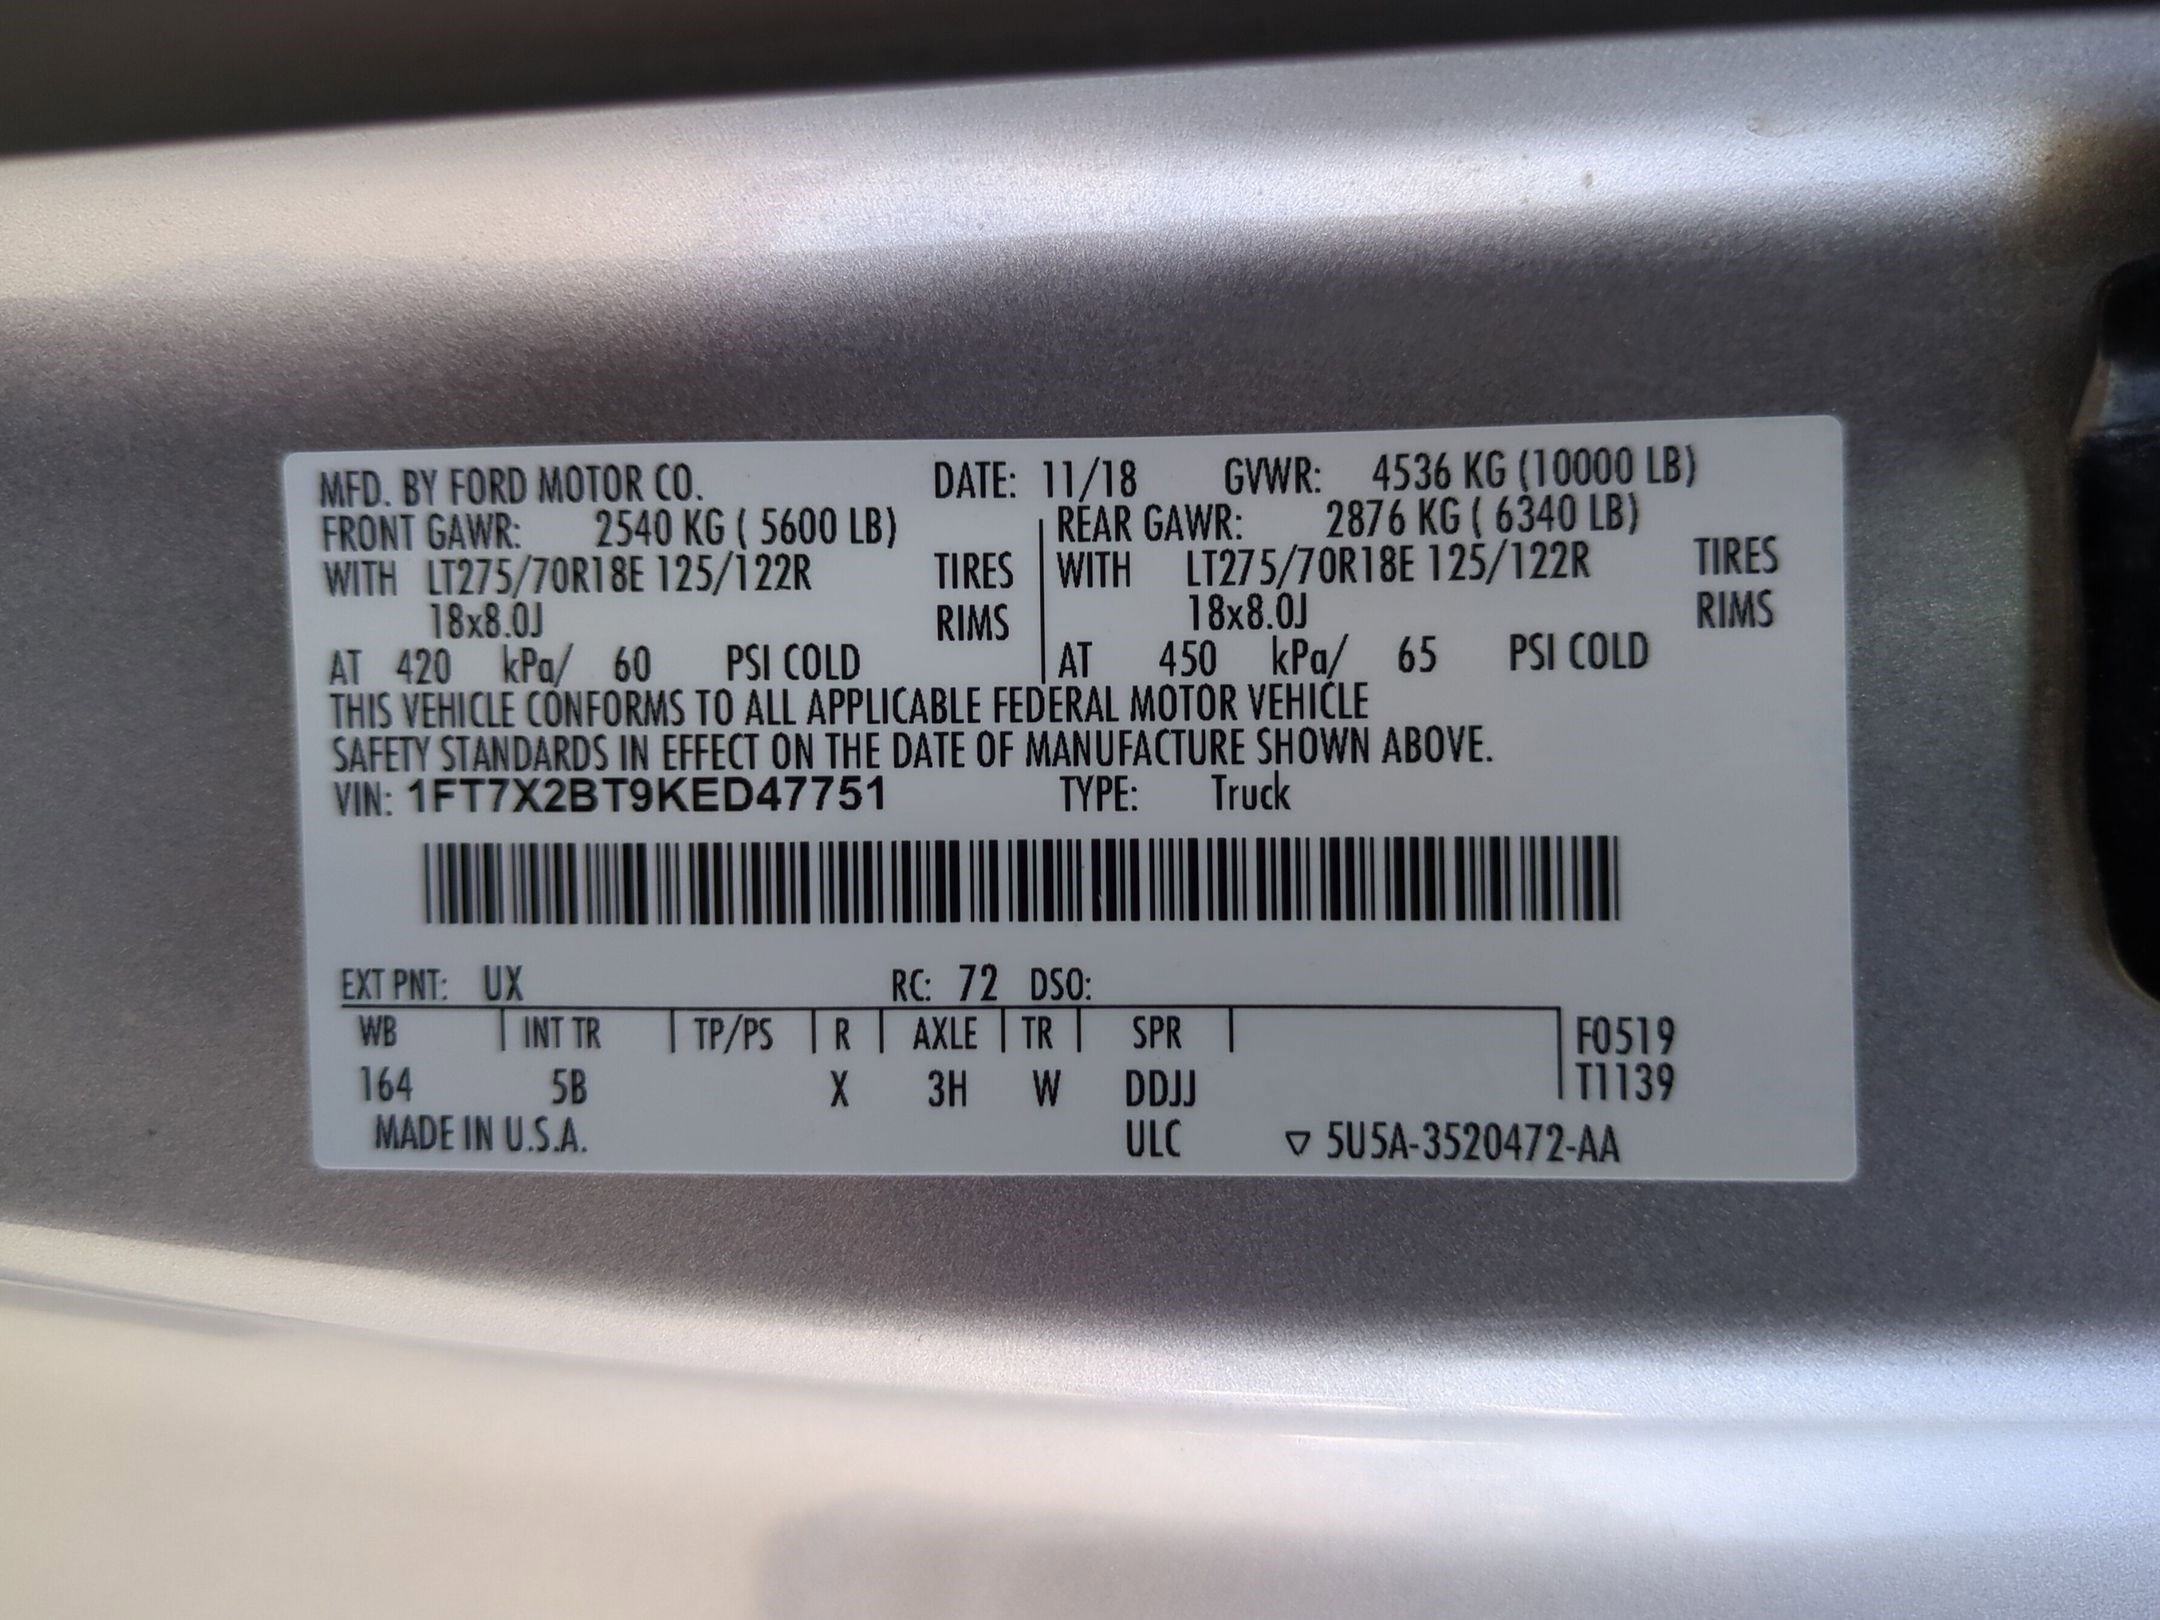 MFD. BY FORD MOTOR CO. DATE: 11/18 GVWR: 4536 KG (10000 LB)
FRONT GAWR: 2540 KG ( 5600 LB) REAR GAWR: 2876 KG ( 6340 LB)
WITH LT275/70R18E 125/122R TIRES WITH LT275/70R18E 125/122R TIRES
18x8.0J RIMS 18x8.0J RIMS
AT 420 kPa/ 60 PSI COLD AT 450 kPa/ 65 PSI COLD
THIS VEHICLE CONFORMS TO ALL APPLICABLE FEDERAL MOTOR VEHICLE
SAFETY STANDARDS IN EFFECT ON THE DATE OF MANUFACTURE SHOWN ABOVE.
VIN: 1FT7X2BT9KED47751 TYPE: Truck
EXT PNT: UX RC: 72 DSO:
WB INT TR TP/PS R AXLE TR SPR F0519
164 5B X 3H W DDJJ T1139
MADE IN U.S.A. ULC ▽ 5U5A-3520472-AA